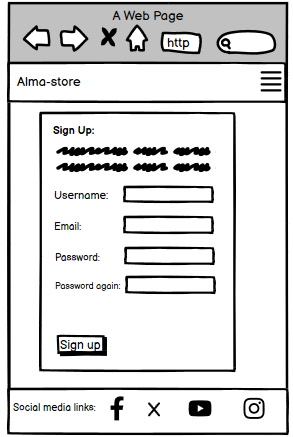 A Web Page
http
Alma-store
Sign Up:
Username:
Email:
Password:
Password again:
Sign up
Social media links: